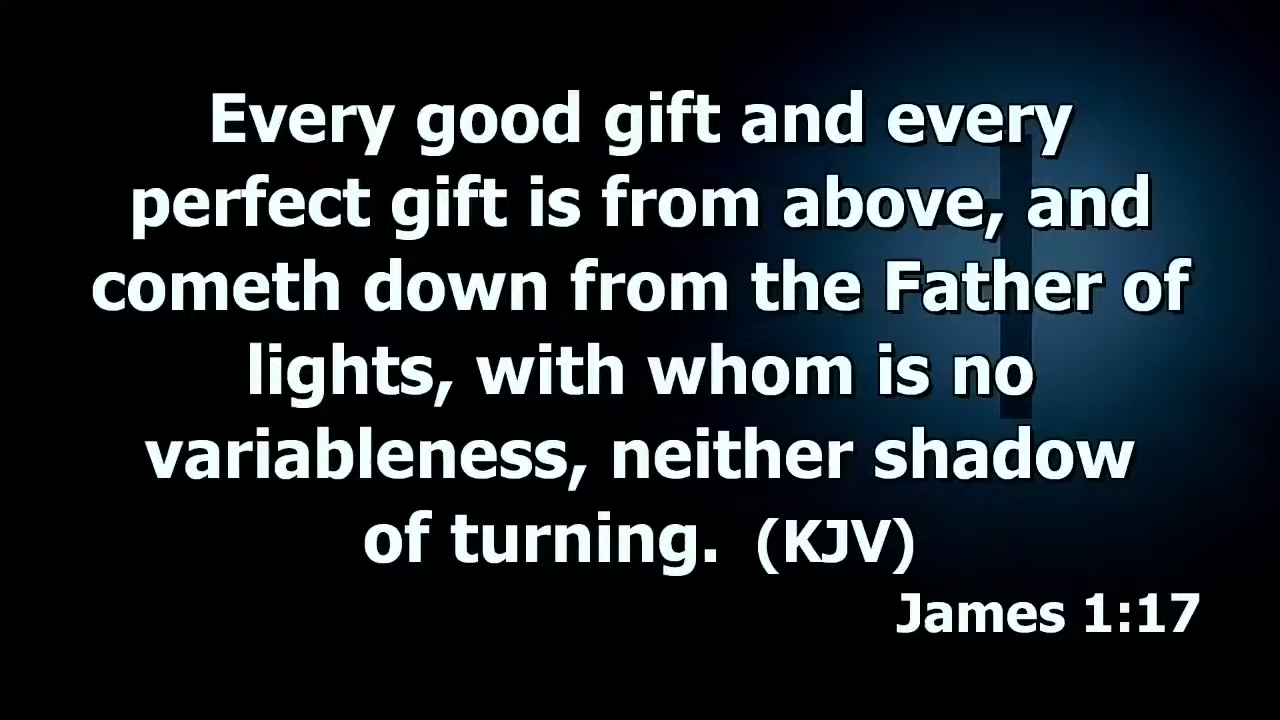 Every good gift and every
perfect gift is from above, and
cometh down from the Father of
lights, with whom is no
variableness, neither shadow
of turning. (KJV)
James 1:17